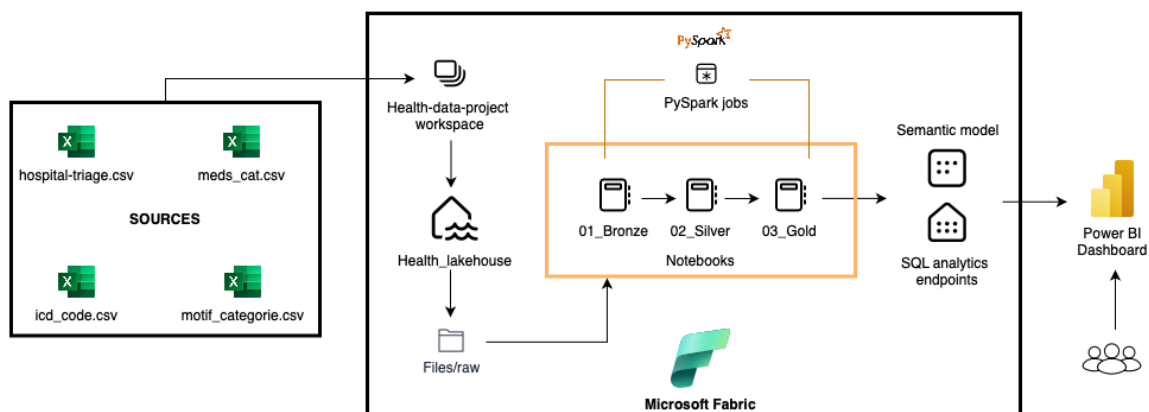 hospital-triage.csv
meds_cat.csv
SOURCES
icd_code.csv
motif_categorie.csv
Health-data-project
workspace
Health_lakehouse
Files/raw
PySpark
PySpark jobs
01_Bronze
02_Silver
03_Gold
Notebooks
Microsoft Fabric
Semantic model
SQL analytics
endpoints
Power BI
Dashboard